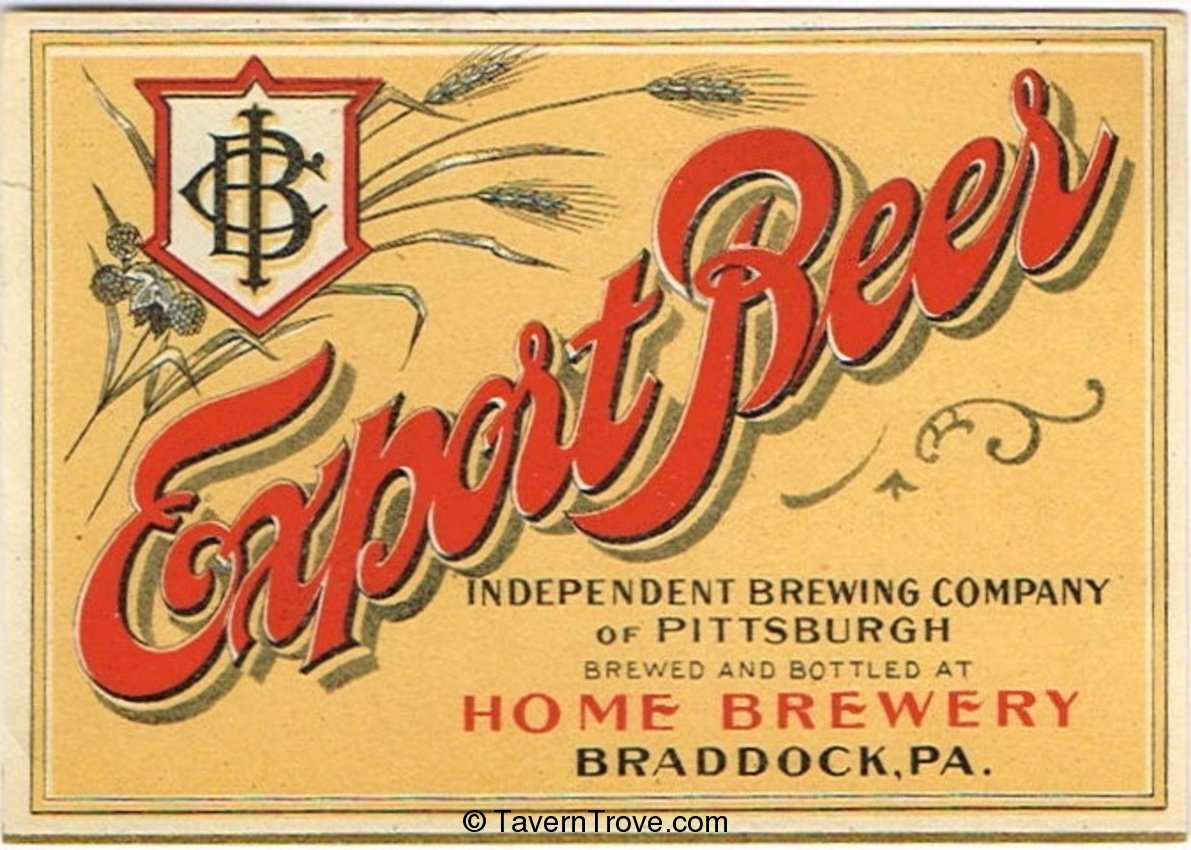 IBC
Export Beer
INDEPENDENT BREWING COMPANY
OF PITTSBURGH
BREWED AND BOTTLED AT
HOME BREWERY
BRADDOCK, PA.
© TavernTrove.com